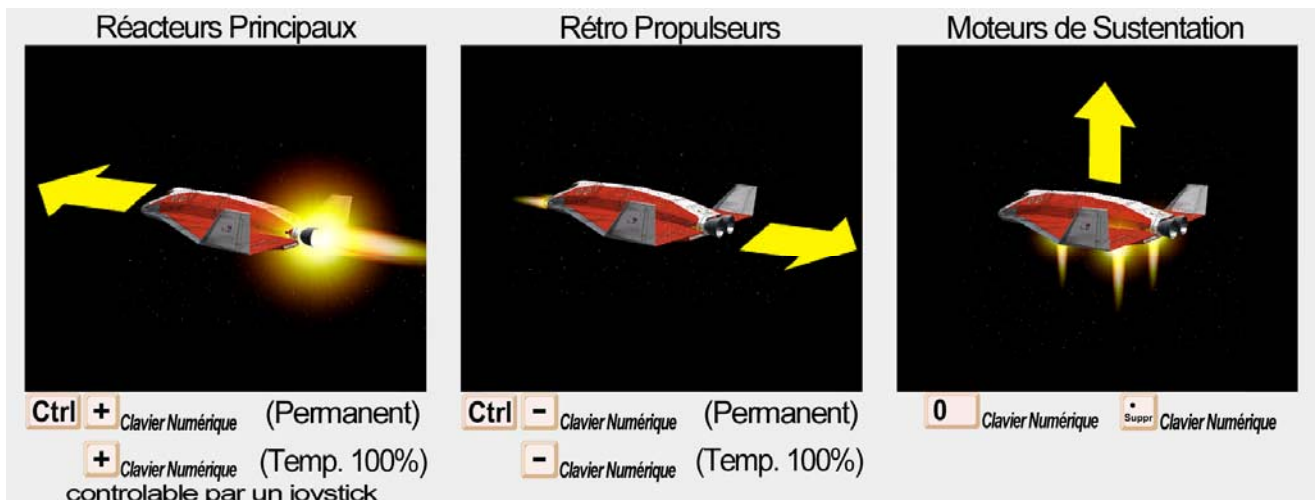 Réacteurs Principaux
Ctrl + Clavier Numérique (Permanent)
+ Clavier Numérique (Temp. 100%)
controlable par un joystick
Rétro Propulseurs
Ctrl - Clavier Numérique (Permanent)
- Clavier Numérique (Temp. 100%)
Moteurs de Sustentation
0 Clavier Numérique . Suppr Clavier Numérique